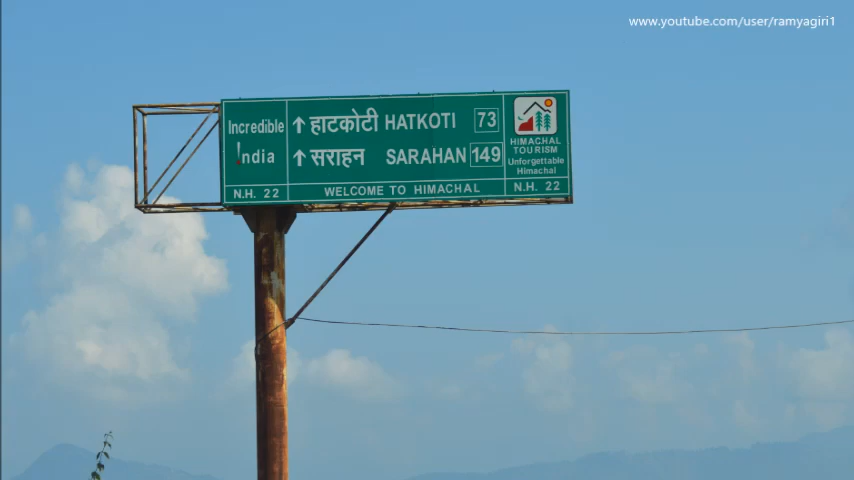 www.youtube.com/user/ramyagiri1
Incredible
India
N.H. 22
↑ हाटकोटी HATKOTI 73
↑ सराहन SARAHAN 149
WELCOME TO HIMACHAL
HIMACHAL
TOURISM
Unforgettable
Himachal
N.H. 22